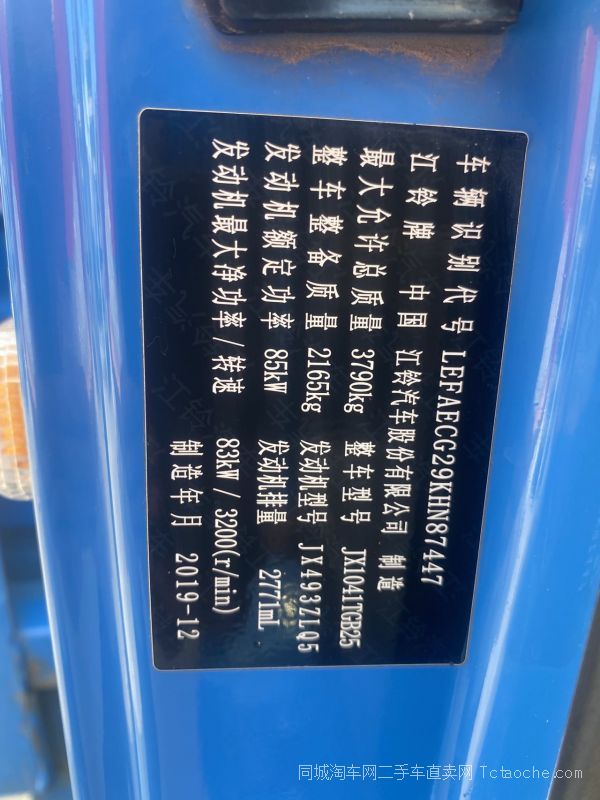 车辆识别代号 LEFAECG29KHN87447
江铃牌 中国 江铃汽车股份有限公司 制造
最大允许总质量 3790kg 整车型号 JX1041TGB25
整车整备质量 2165kg 发动机型号 JX493ZLQ5
发动机额定功率 85kW 发动机排量 2771mL
发动机最大净功率/转速 83kW / 3200(r/min)
制造年月 2019-12
同城淘车网二手车直卖网 Tctaoche.com